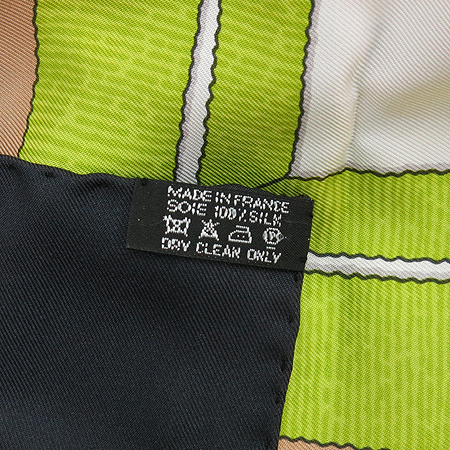 MADE IN FRANCE
SOIE 100% SILK
DRY CLEAN ONLY